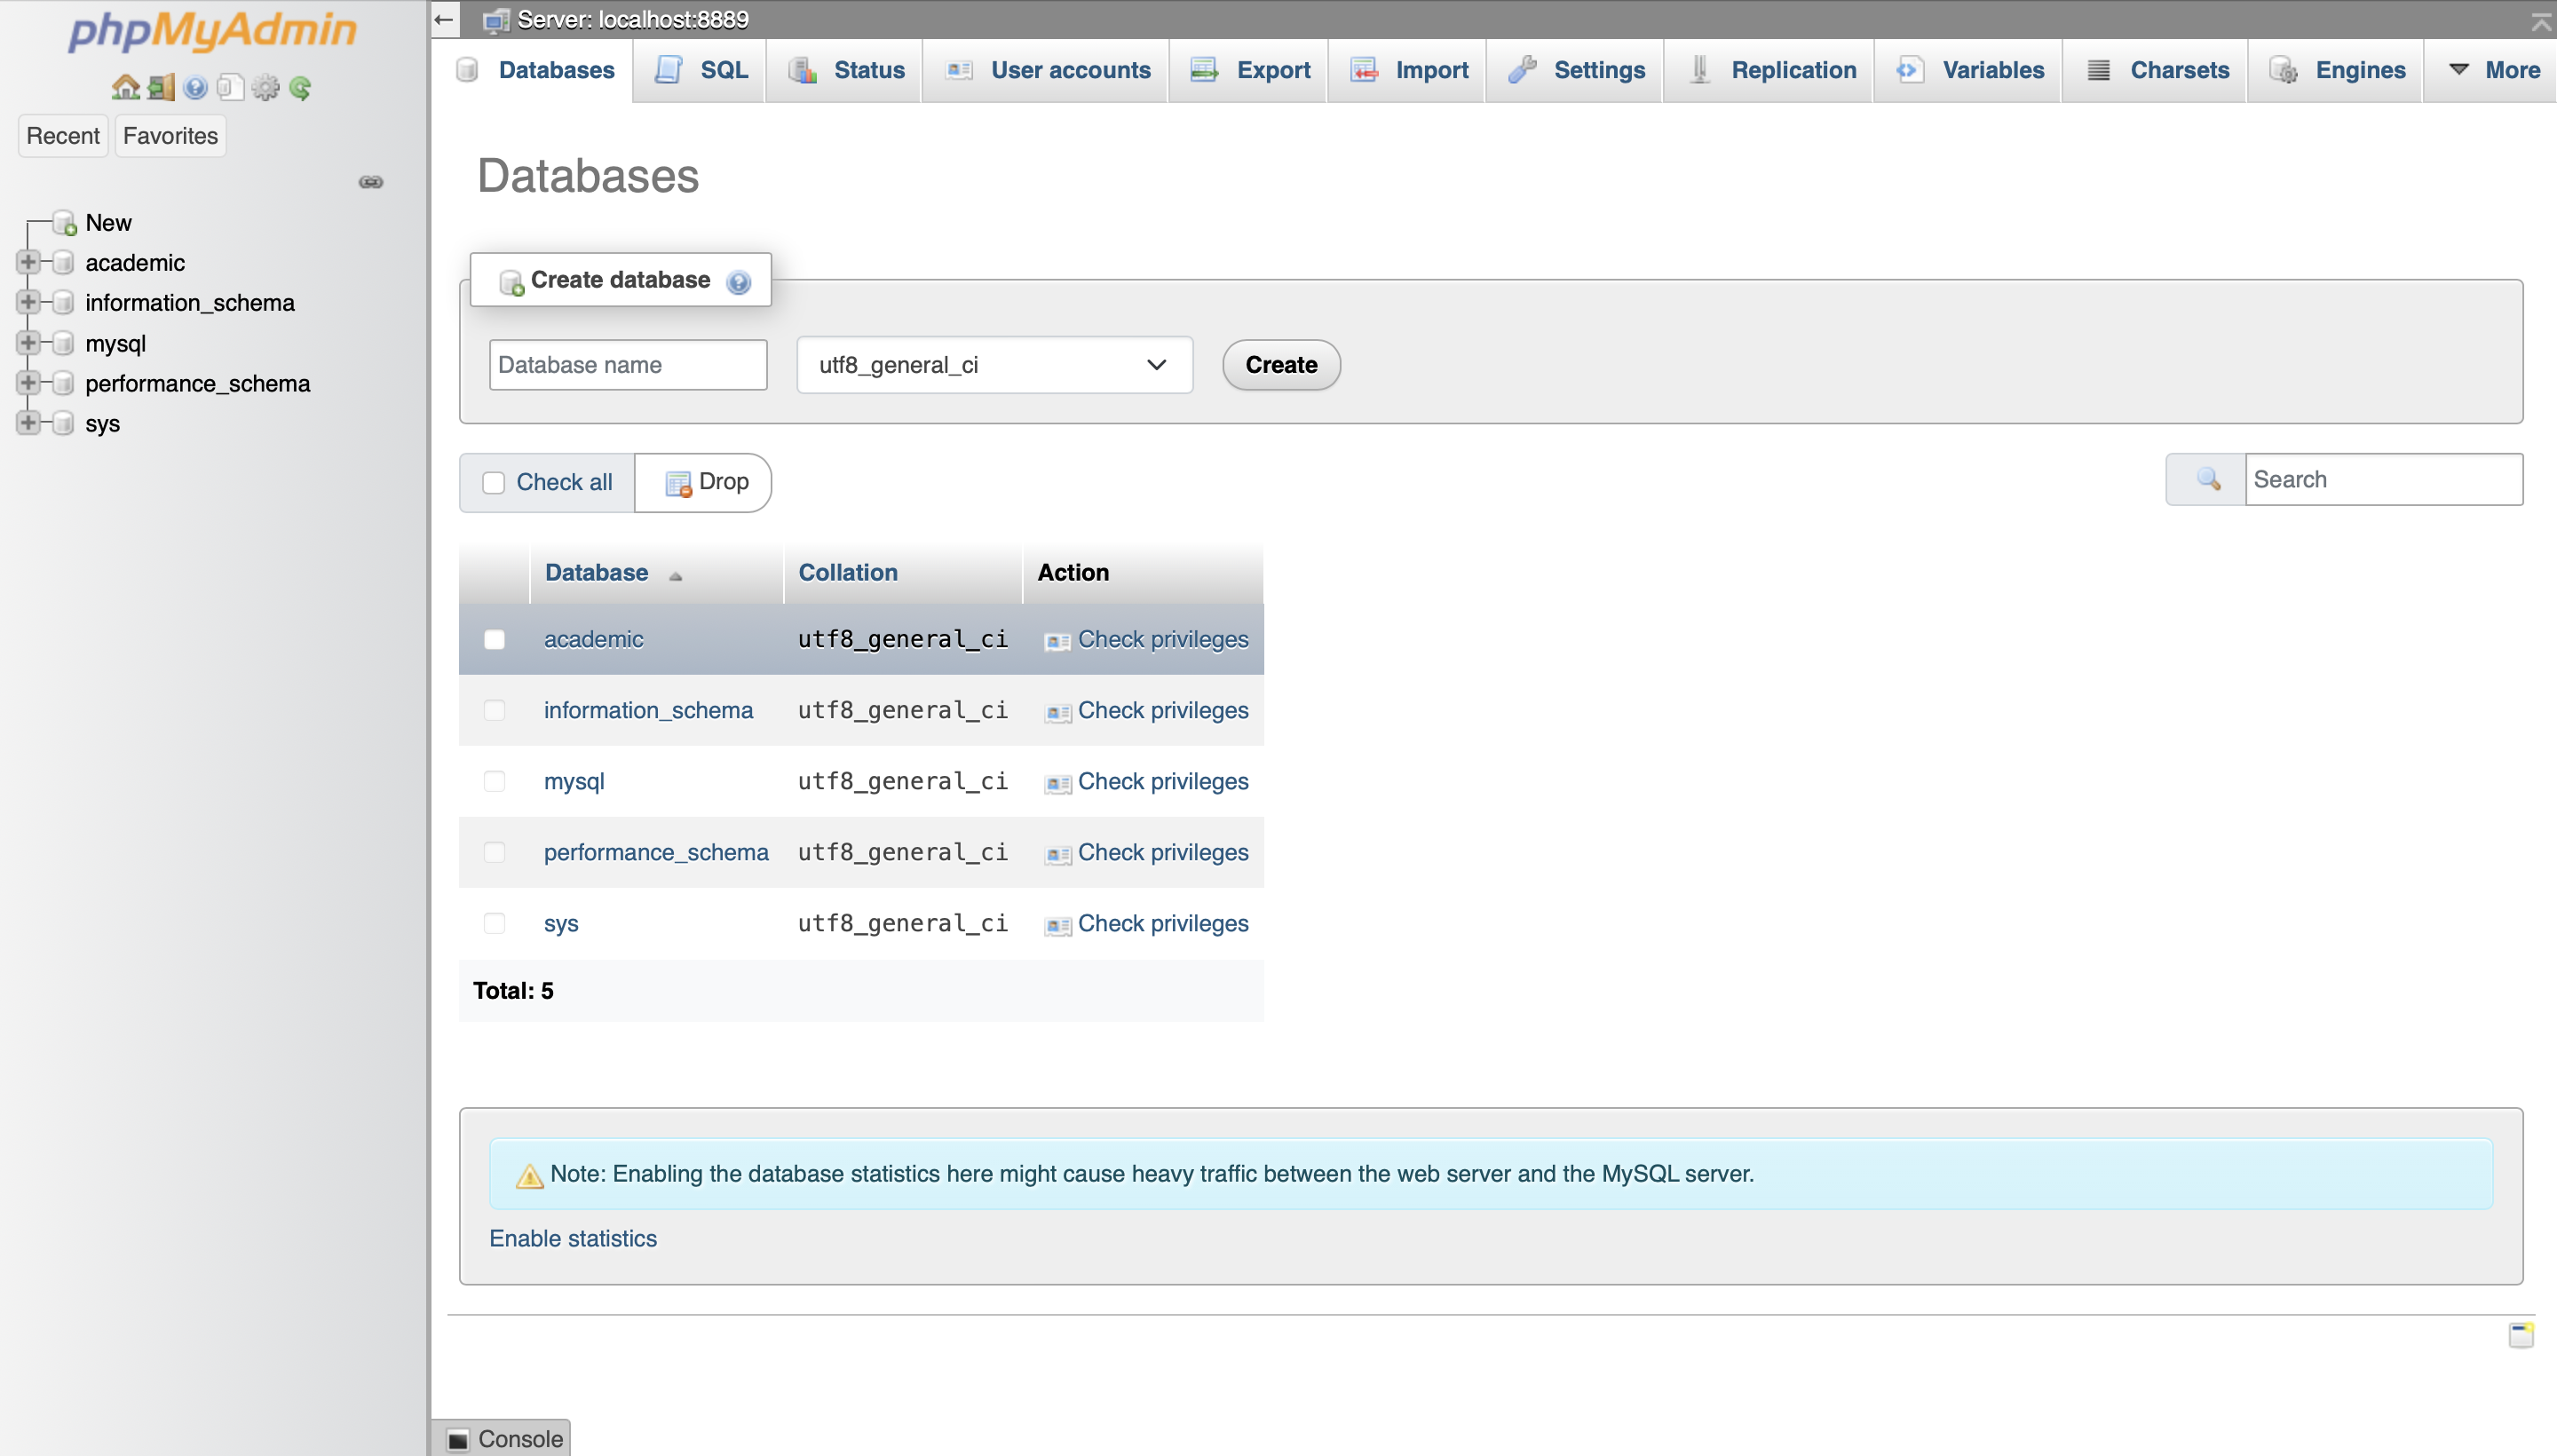 phpMyAdmin
Recent Favorites
New
academic
information_schema
mysql
performance_schema
sys
Server: localhost:8889
Databases SQL Status User accounts Export Import Settings Replication Variables Charsets Engines More
Databases
Create database
Database name utf8_general_ci Create
Check all Drop Search
Database Collation Action
academic utf8_general_ci Check privileges
information_schema utf8_general_ci Check privileges
mysql utf8_general_ci Check privileges
performance_schema utf8_general_ci Check privileges
sys utf8_general_ci Check privileges
Total: 5
Note: Enabling the database statistics here might cause heavy traffic between the web server and the MySQL server.
Enable statistics
Console